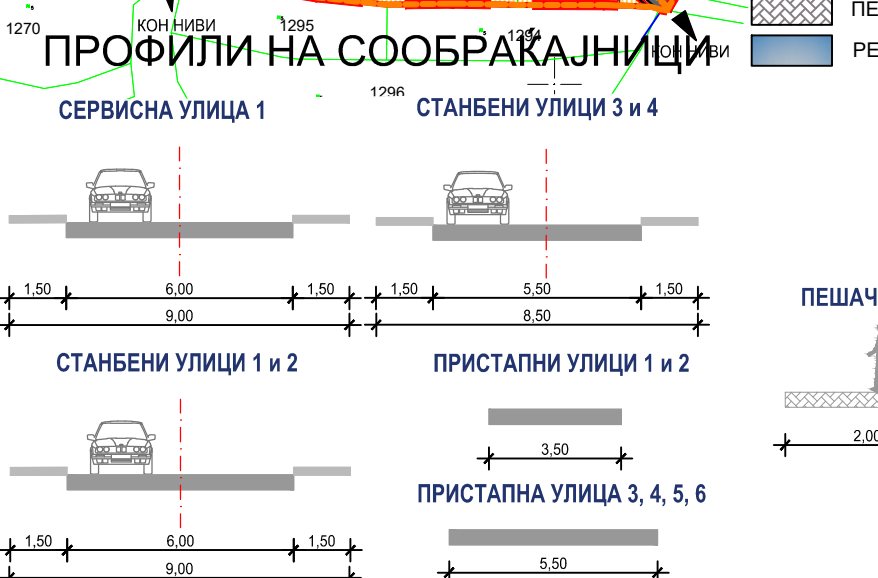 1270
КОН НИВИ
1295
1294
ПЕ
ПРОФИЛИ НА СООБРАЌАЈНИЦИ
КОН НИВИ
РЕ
1296
СЕРВИСНА УЛИЦА 1
СТАНБЕНИ УЛИЦИ 3 и 4
1,50 6,00 1,50
9,00
1,50 5,50 1,50
8,50
ПЕШАЧ
СТАНБЕНИ УЛИЦИ 1 и 2
ПРИСТАПНИ УЛИЦИ 1 и 2
3,50
2,00
ПРИСТАПНА УЛИЦА 3, 4, 5, 6
1,50 6,00 1,50
9,00
5,50